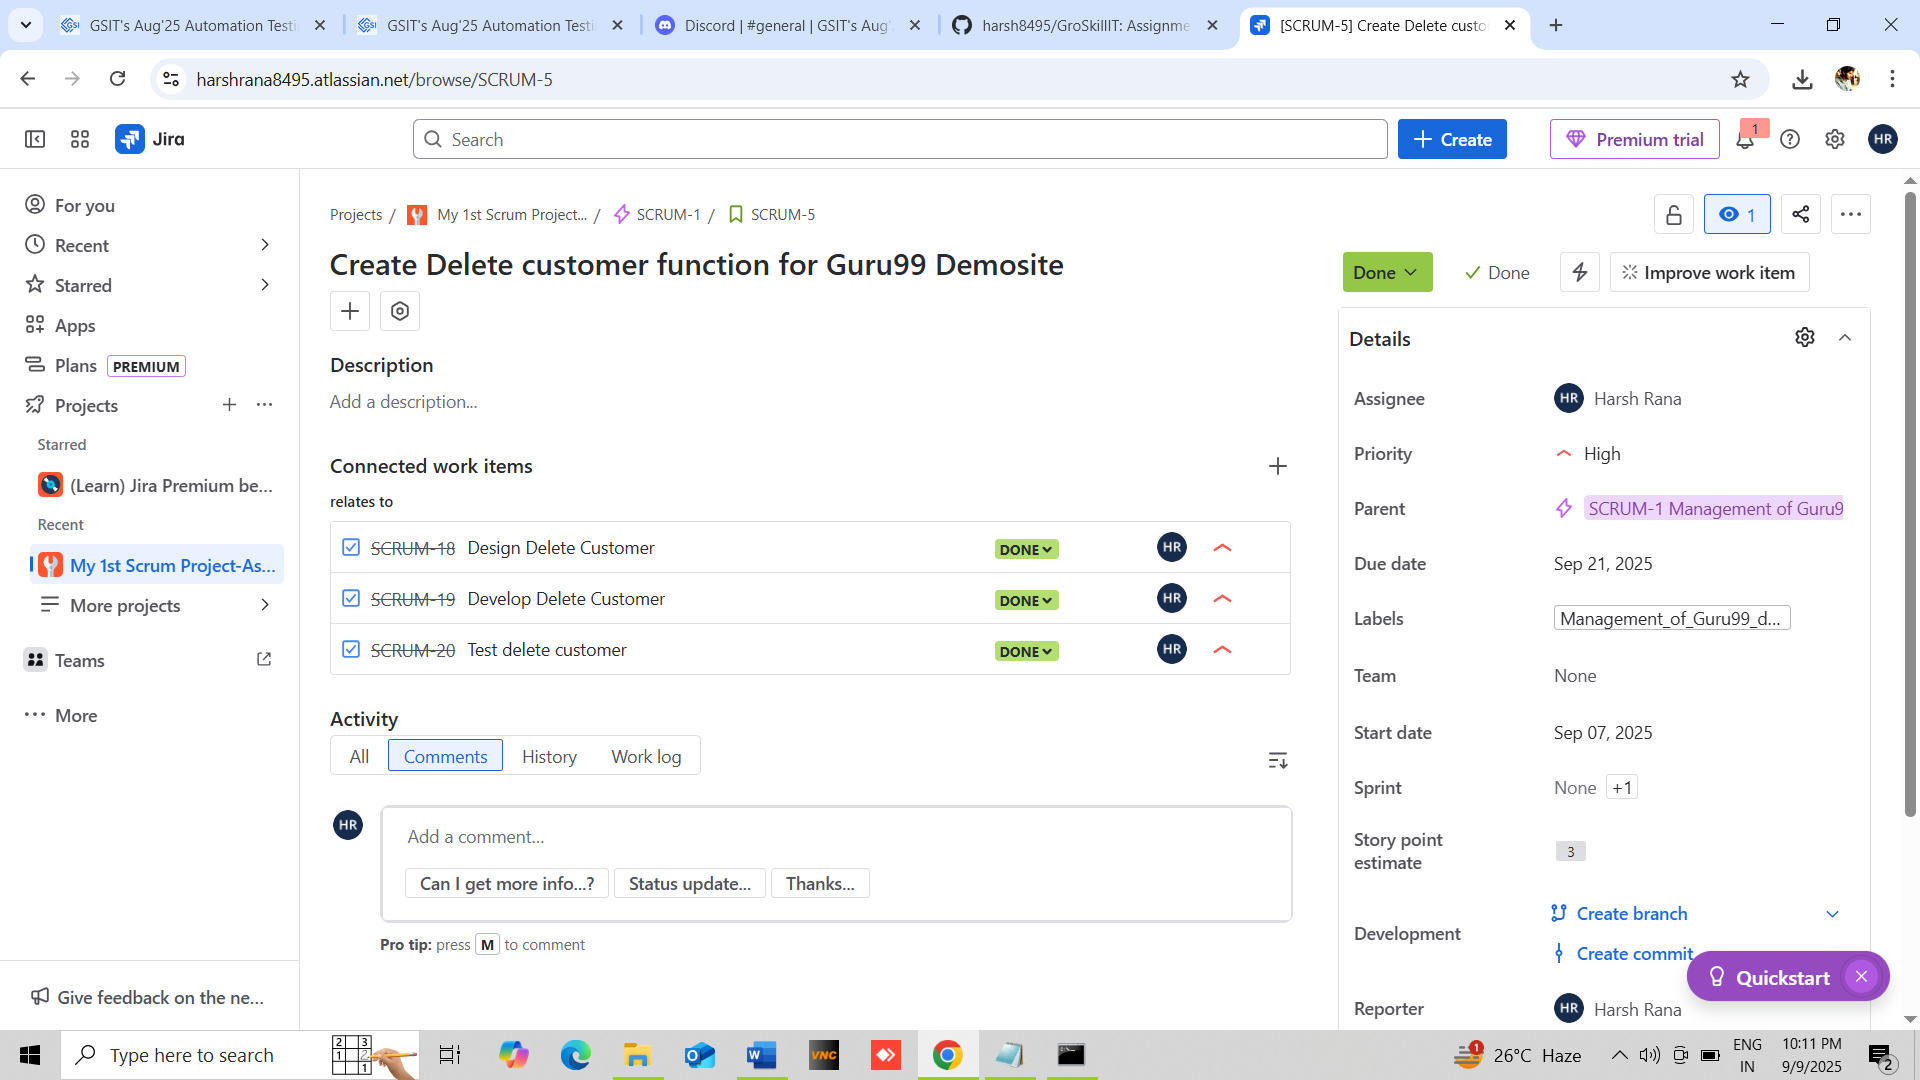 GSIT's Aug'25 Automation Testi
GSIT's Aug'25 Automation Testi
Discord | #general | GSIT's Aug'
harsh8495/GroSkillIT: Assignme
[SCRUM-5] Create Delete custo
harshrana8495.atlassian.net/browse/SCRUM-5
Jira
Search
Create
Premium trial
1
HR
For you
Recent
Starred
Apps
Plans PREMIUM
Projects
Starred
(Learn) Jira Premium be...
Recent
My 1st Scrum Project-As...
More projects
Teams
More
Give feedback on the ne...
Projects / My 1st Scrum Project... / SCRUM-1 / SCRUM-5
1
Create Delete customer function for Guru99 Demosite
Description
Add a description...
Connected work items
relates to
SCRUM-18 Design Delete Customer DONE HR
SCRUM-19 Develop Delete Customer DONE HR
SCRUM-20 Test delete customer DONE HR
Activity
All Comments History Work log
HR
Add a comment...
Can I get more info...? Status update... Thanks...
Pro tip: press M to comment
Done Done Improve work item
Details
Assignee HR Harsh Rana
Priority High
Parent SCRUM-1 Management of Guru9
Due date Sep 21, 2025
Labels Management_of_Guru99_d...
Team None
Start date Sep 07, 2025
Sprint None +1
Story point
estimate
3
Development
Create branch
Create commit
Quickstart
Reporter HR Harsh Rana
Type here to search
2 3
1 2
1
VNC
1
26°C Haze
ENG
IN
10:11 PM
9/9/2025
2